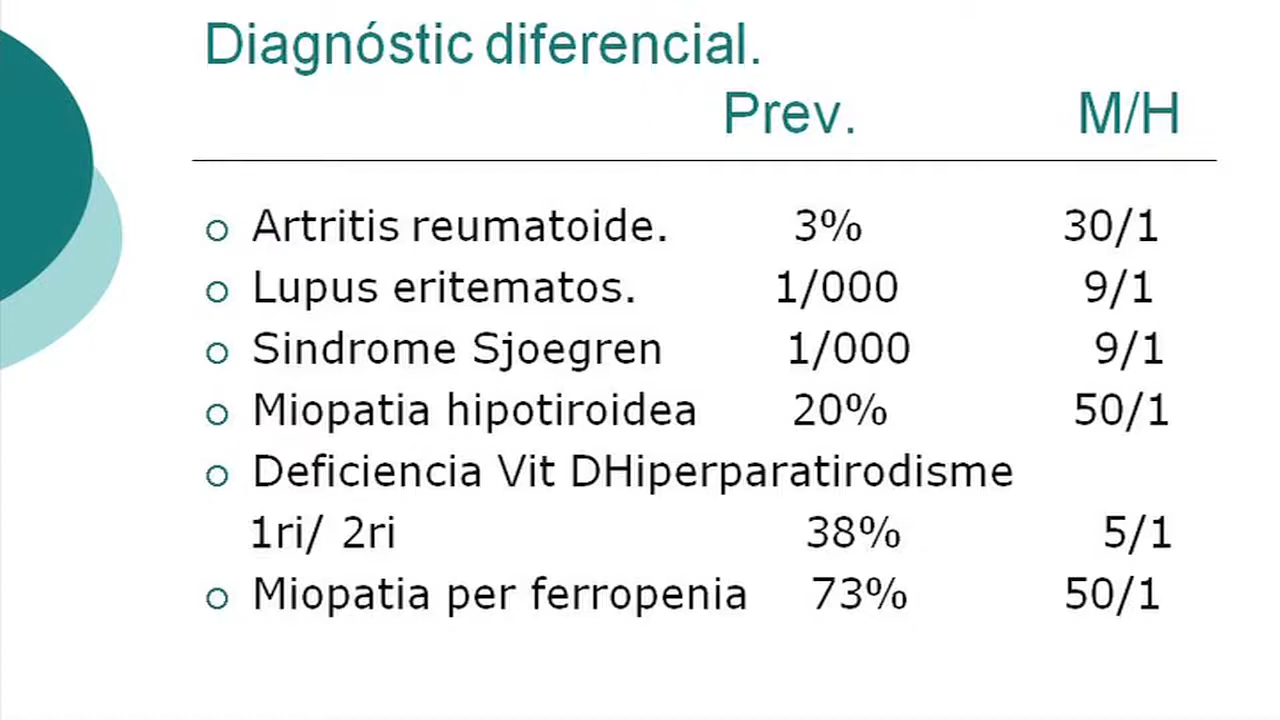 Diagnóstic diferencial.
Prev. M/H
Artritis reumatoide. 3% 30/1
Lupus eritematos. 1/000 9/1
Sindrome Sjoegren 1/000 9/1
Miopatia hipotiroidea 20% 50/1
Deficiencia Vit DHiperparatirodisme
1ri/ 2ri 38% 5/1
Miopatia per ferropenia 73% 50/1